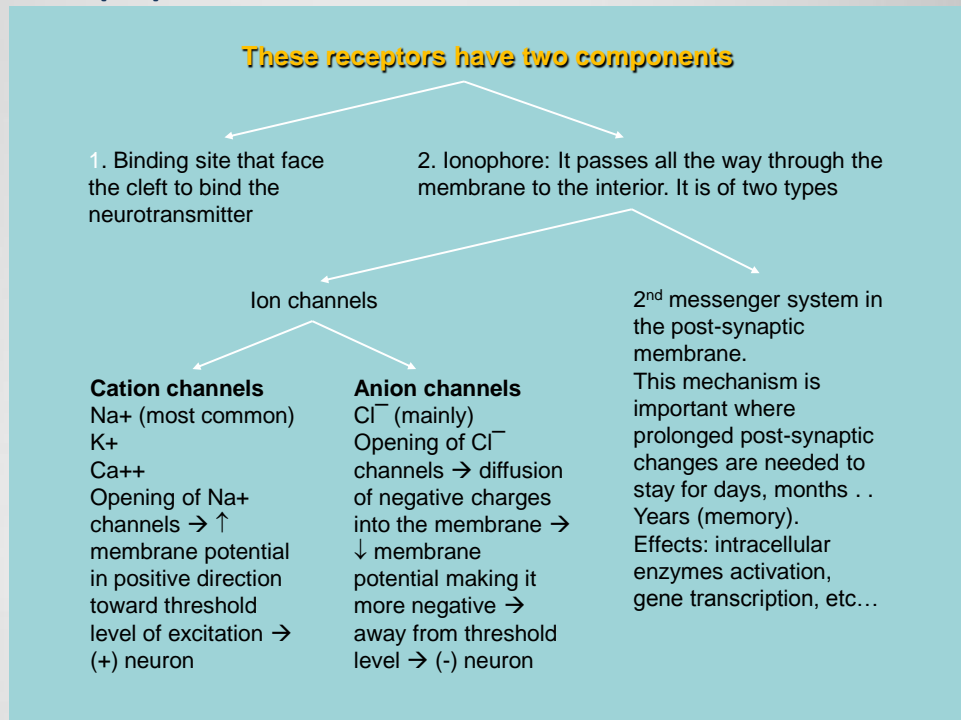 These receptors have two components
1. Binding site that face
the cleft to bind the
neurotransmitter
2. Ionophore: It passes all the way through the
membrane to the interior. It is of two types
Ion channels
Cation channels
Na+ (most common)
K+
Ca++
Opening of Na+
channels → ↑
membrane potential
in positive direction
toward threshold
level of excitation →
(+) neuron
Anion channels
Cl¯ (mainly)
Opening of Cl¯
channels → diffusion
of negative charges
into the membrane →
↓ membrane
potential making it
more negative →
away from threshold
level → (-) neuron
2nd messenger system in
the post-synaptic
membrane.
This mechanism is
important where
prolonged post-synaptic
changes are needed to
stay for days, months . .
Years (memory).
Effects: intracellular
enzymes activation,
gene transcription, etc…